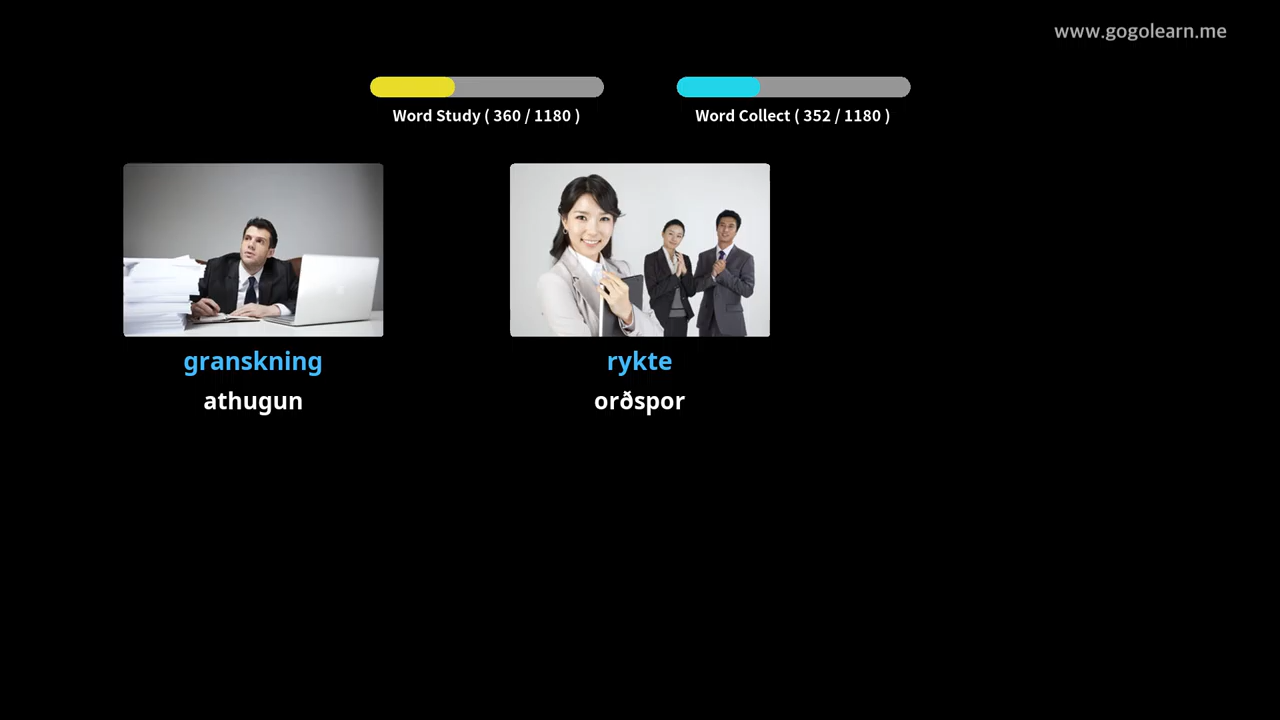 www.gogolearn.me
Word Study ( 360 / 1180 )
Word Collect ( 352 / 1180 )
granskning
athugun
rykte
orðspor